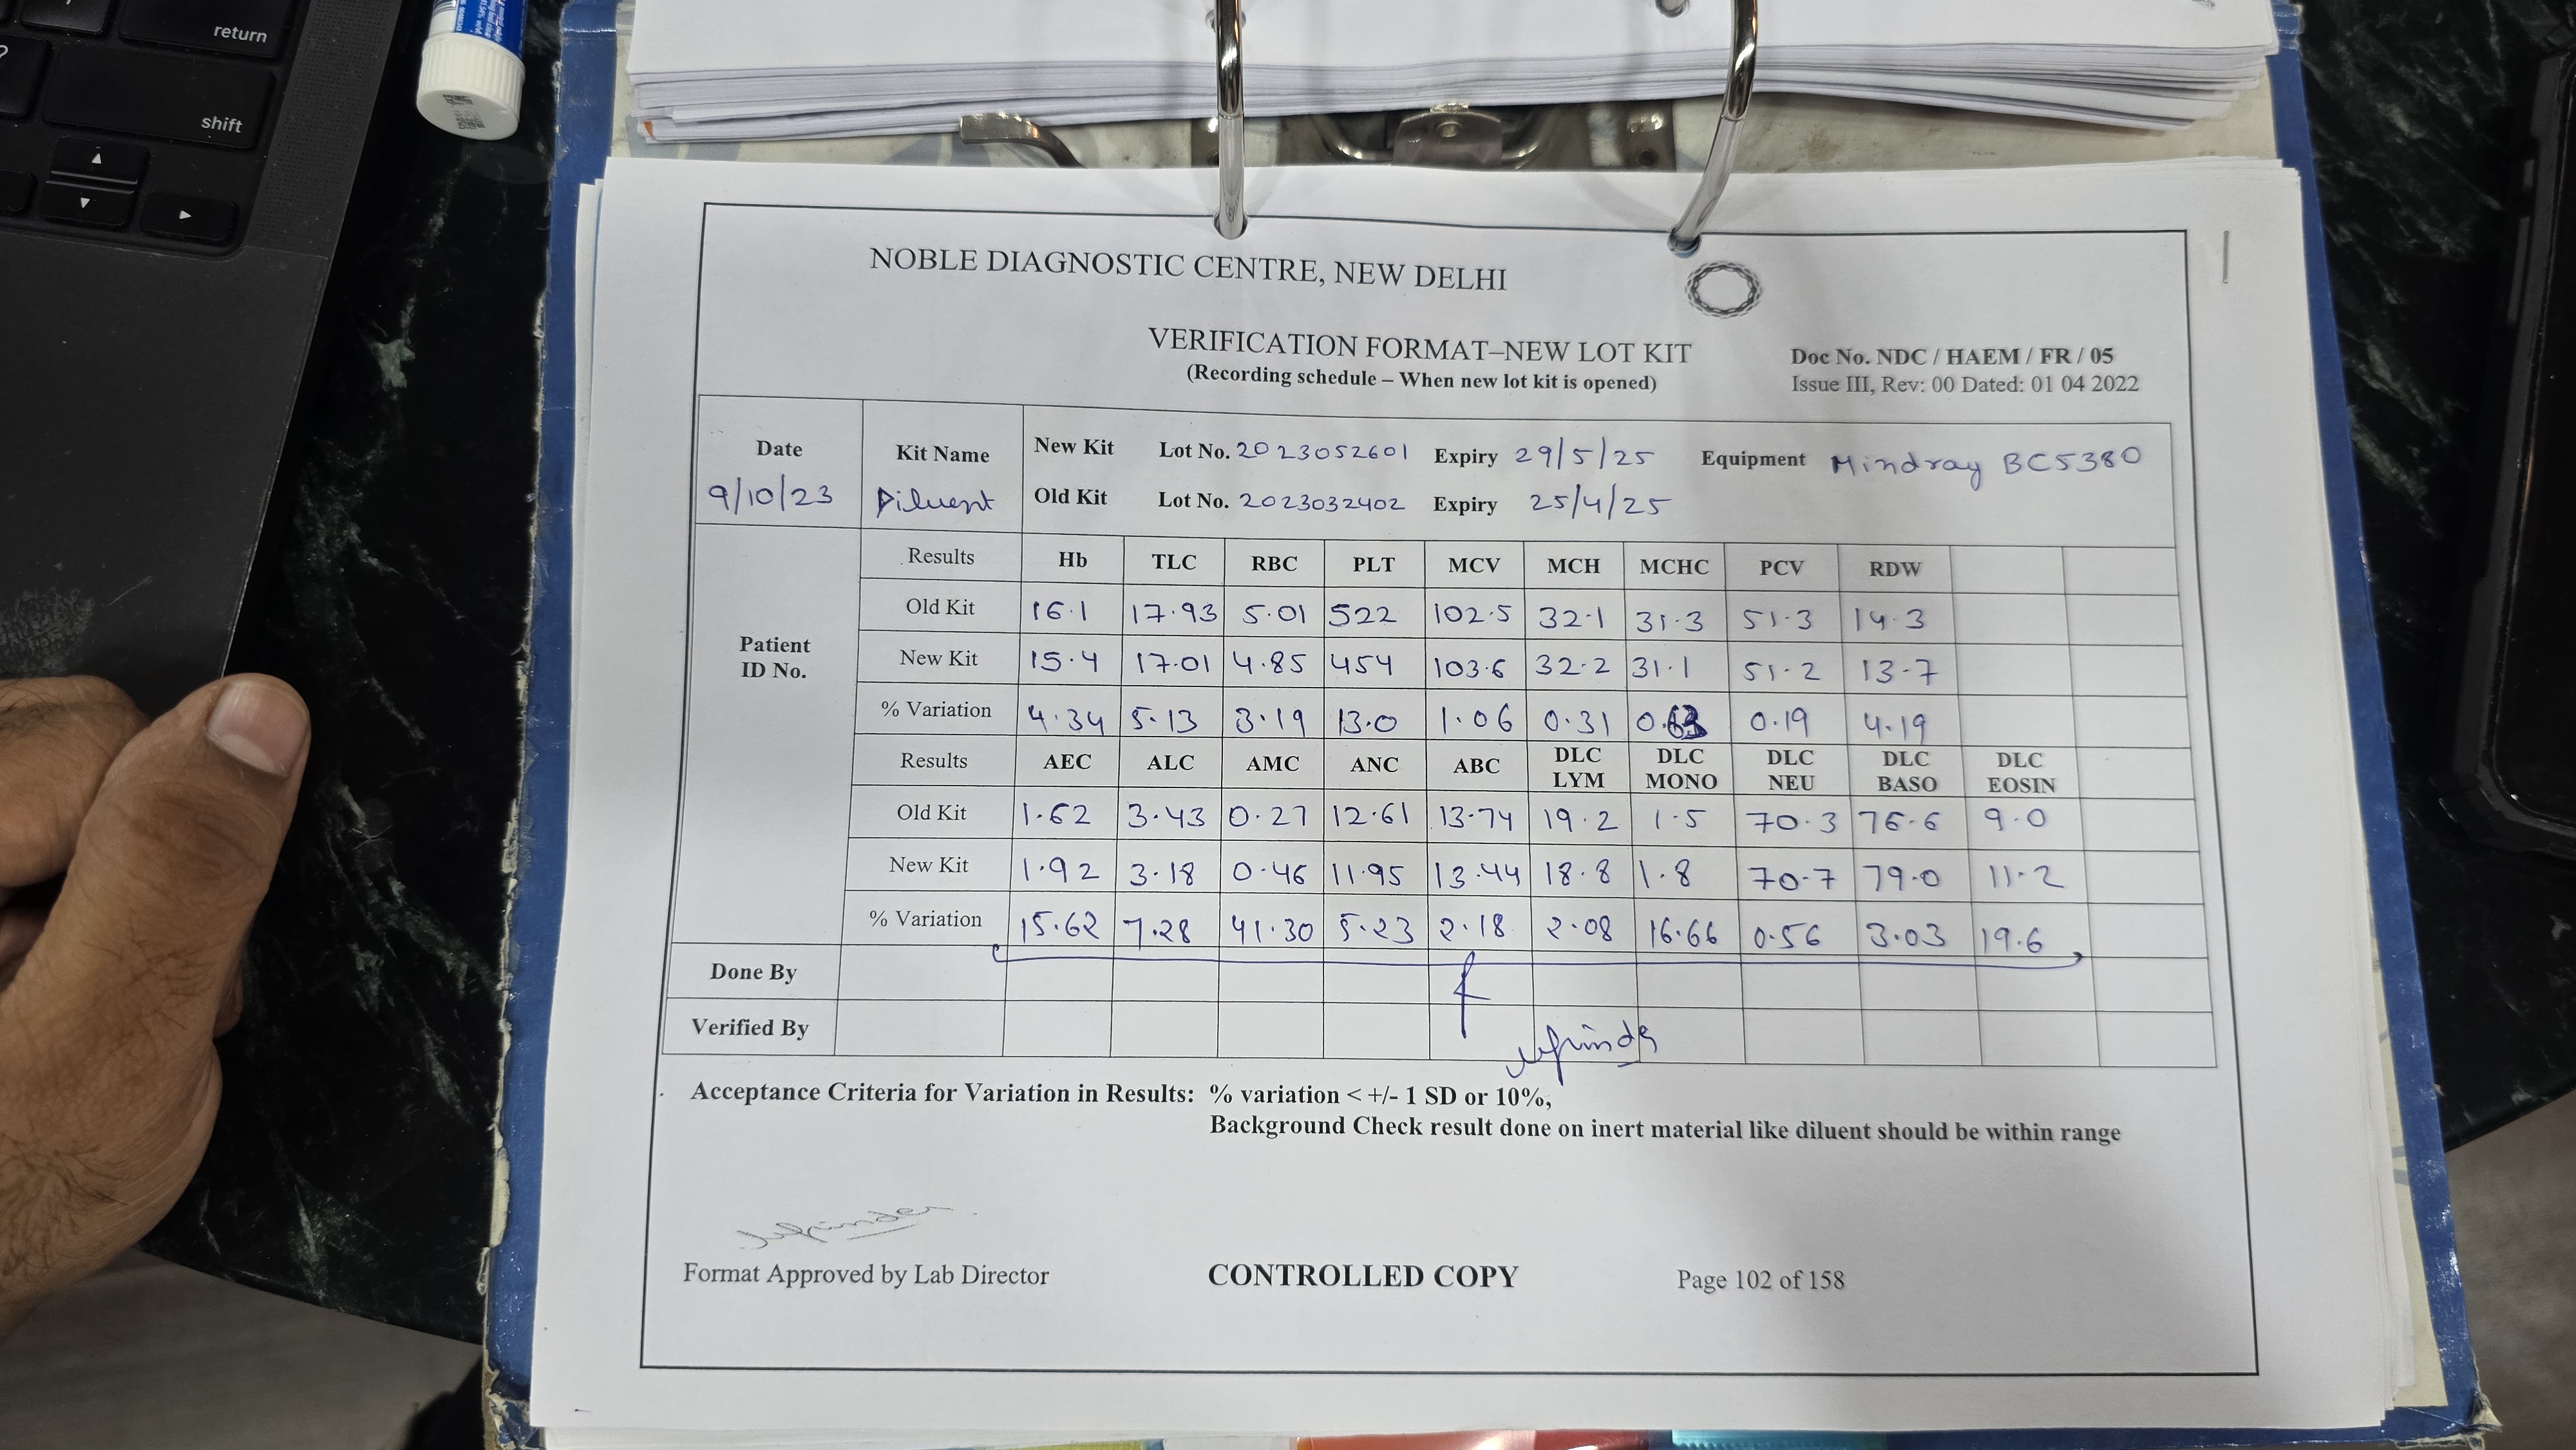 NOBLE DIAGNOSTIC CENTRE, NEW DELHI
VERIFICATION FORMAT–NEW LOT KIT
(Recording schedule – When new lot kit is opened)
Doc No. NDC / HAEM / FR / 05
Issue III, Rev: 00 Dated: 01 04 2022
Date Kit Name New Kit Lot No. 2023052601 Expiry 29/5/25 Equipment Mindray BC5380
9/10/23 Diluent Old Kit Lot No. 2023032402 Expiry 25/4/25
Patient ID No.
Results Hb TLC RBC PLT MCV MCH MCHC PCV RDW
Old Kit 16.1 17.93 5.01 522 102.5 32.1 31.3 51.3 14.3
New Kit 15.4 17.01 4.85 454 103.6 32.2 31.1 51.2 13.7
% Variation 4.34 5.13 3.19 13.0 1.06 0.31 0.19 4.19
Results AEC ALC AMC ANC ABC DLC LYM DLC MONO DLC NEU DLC BASO DLC EOSIN
Old Kit 1.62 3.43 0.27 12.61 13.74 19.2 1.5 70.3 76.6 9.0
New Kit 1.92 3.18 0.46 11.95 13.44 18.8 1.8 70.7 79.0 11.2
% Variation 15.62 7.28 41.30 5.23 2.18 2.08 16.66 0.56 3.03 19.6
Done By
Verified By
Acceptance Criteria for Variation in Results: % variation < +/- 1 SD or 10%,
Background Check result done on inert material like diluent should be within range
Format Approved by Lab Director CONTROLLED COPY Page 102 of 158
return
shift